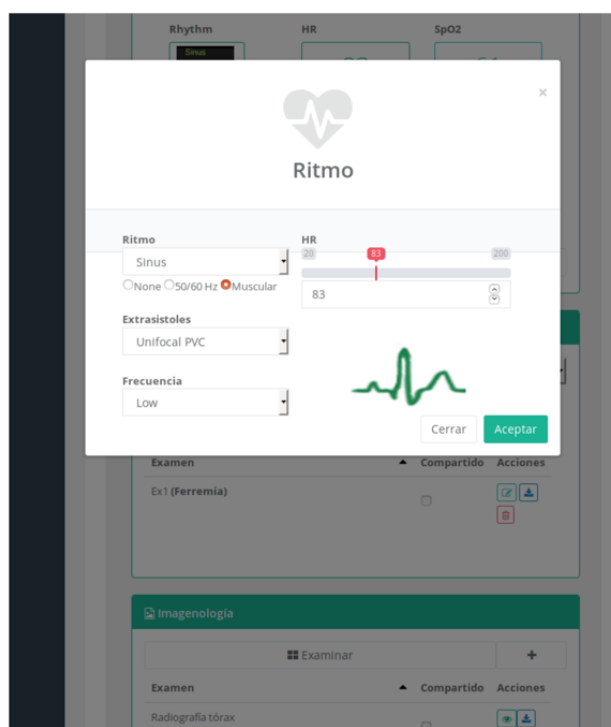 Rhythm HR SpO2
Sinus
×
Ritmo
Ritmo HR
20 83 200
Sinus
None 50/60 Hz Muscular
83
Extrasistoles
Unifocal PVC
Frecuencia
Low
Cerrar Aceptar
Examen Compartido Acciones
Ex1 (Ferremia)
Imagenología
Examinar +
Examen Compartido Acciones
Radiografía tórax